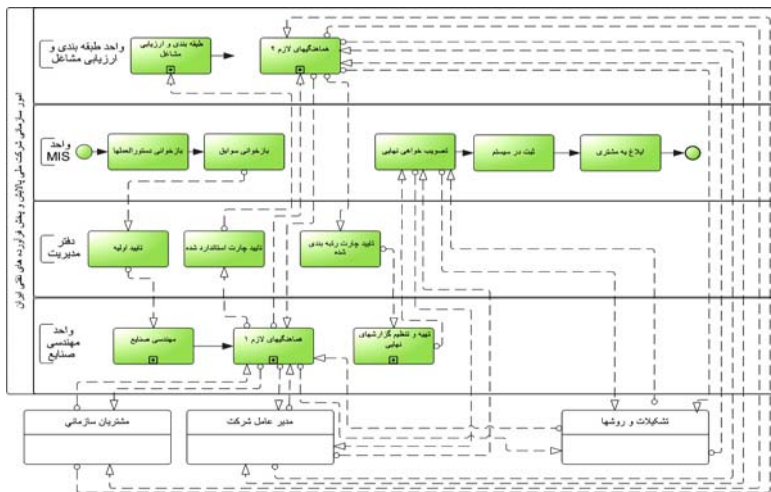 امور سازمانی شرکت ملی پالایش و پخش فرآورده های نفتی ایران
واحد طبقه بندی و
ارزیابی مشاغل
طبقه بندی و ارزیابی
مشاغل
هماهنگیهای لازم ۲
واحد
MIS
بازخوانی دستورالعملها
بازخوانی سوابق
تصویب خواهی نهایی
ثبت در سیستم
ابلاغ به مشتری
دفتر
مدیریت
تایید اولیه
تایید چارت استاندارد شده
تایید چارت رتبه بندی
شده
واحد
مهندسی
صنایع
مهندسی صنایع
هماهنگیهای لازم ۱
تهیه و تنظیم گزارشهای
نهایی
مشتریان سازمانی
مدیر عامل شرکت
تشکیلات و روشها